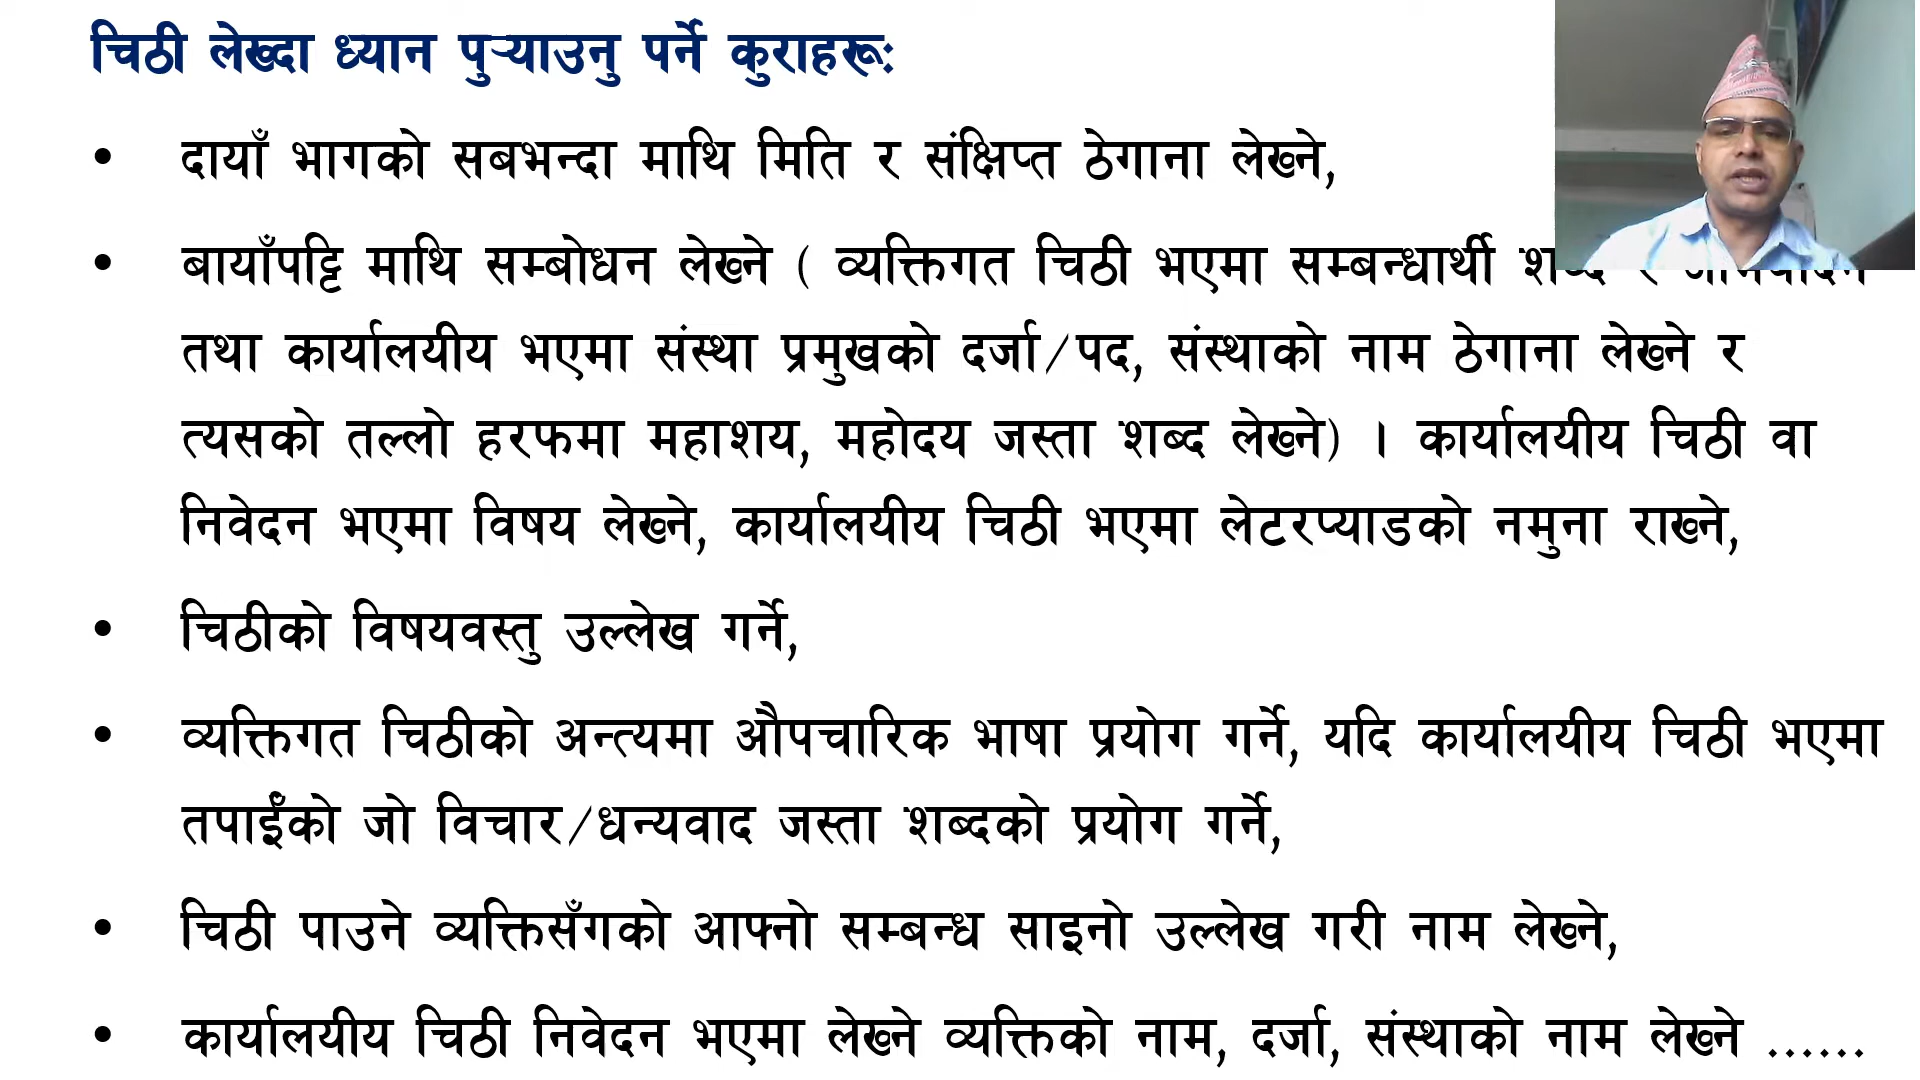 चिठी लेख्दा ध्यान पुऱ्याउनु पर्ने कुराहरूः
• दायाँ भागको सबभन्दा माथि मिति र संक्षिप्त ठेगाना लेख्ने,
• बायाँपट्टि माथि सम्बोधन लेख्ने ( व्यक्तिगत चिठी भएमा सम्बन्धार्थी शब्द र
तथा कार्यालयीय भएमा संस्था प्रमुखको दर्जा/पद, संस्थाको नाम ठेगाना लेख्ने र
त्यसको तल्लो हरफमा महाशय, महोदय जस्ता शब्द लेख्ने) । कार्यालयीय चिठी वा
निवेदन भएमा विषय लेख्ने, कार्यालयीय चिठी भएमा लेटरप्याडको नमुना राख्ने,
• चिठीको विषयवस्तु उल्लेख गर्ने,
• व्यक्तिगत चिठीको अन्त्यमा औपचारिक भाषा प्रयोग गर्ने, यदि कार्यालयीय चिठी भएमा
तपाईँको जो विचार/धन्यवाद जस्ता शब्दको प्रयोग गर्ने,
• चिठी पाउने व्यक्तिसँगको आफ्नो सम्बन्ध साइनो उल्लेख गरी नाम लेख्ने,
• कार्यालयीय चिठी निवेदन भएमा लेख्ने व्यक्तिको नाम, दर्जा, संस्थाको नाम लेख्ने ......